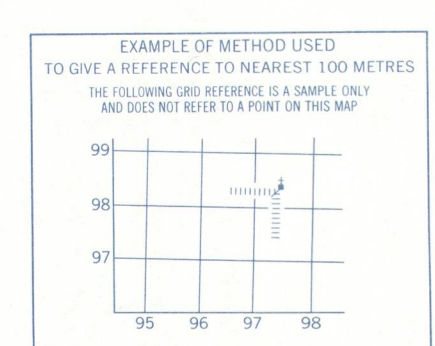 EXAMPLE OF METHOD USED
TO GIVE A REFERENCE TO NEAREST 100 METRES
THE FOLLOWING GRID REFERENCE IS A SAMPLE ONLY
AND DOES NOT REFER TO A POINT ON THIS MAP
99
98
97
95 96 97 98